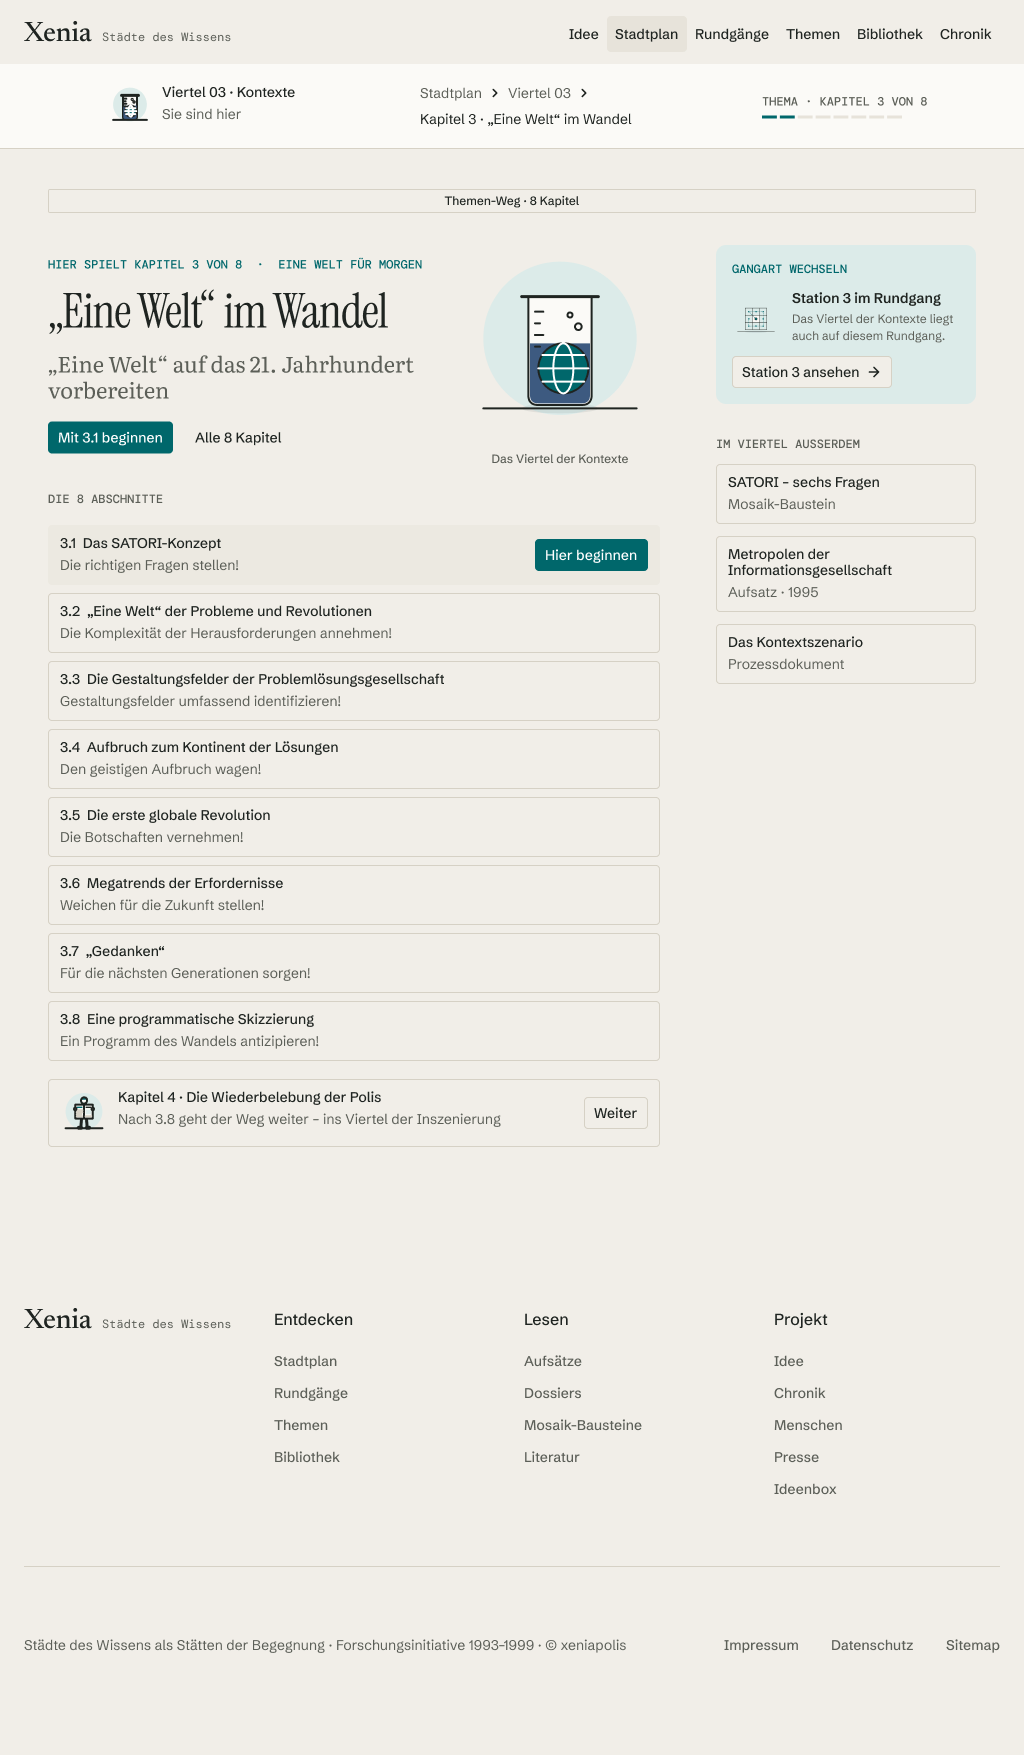 Xenia Städte des Wissens
Idee Stadtplan Rundgänge Themen Bibliothek Chronik
Viertel 03 · Kontexte
Sie sind hier
Stadtplan > Viertel 03 >
Kapitel 3 · „Eine Welt“ im Wandel
THEMA · KAPITEL 3 VON 8
Themen-Weg · 8 Kapitel
HIER SPIELT KAPITEL 3 VON 8 · EINE WELT FÜR MORGEN
„Eine Welt“ im Wandel
„Eine Welt“ auf das 21. Jahrhundert
vorbereiten
Mit 3.1 beginnen
Alle 8 Kapitel
Das Viertel der Kontexte
GANGART WECHSELN
Station 3 im Rundgang
Das Viertel der Kontexte liegt
auch auf diesem Rundgang.
Station 3 ansehen →
IM VIERTEL AUSSERDEM
SATORI – sechs Fragen
Mosaik-Baustein
Metropolen der
Informationsgesellschaft
Aufsatz · 1995
Das Kontextszenario
Prozessdokument
DIE 8 ABSCHNITTE
3.1 Das SATORI-Konzept
Die richtigen Fragen stellen!
Hier beginnen
3.2 „Eine Welt“ der Probleme und Revolutionen
Die Komplexität der Herausforderungen annehmen!
3.3 Die Gestaltungsfelder der Problemlösungsgesellschaft
Gestaltungsfelder umfassend identifizieren!
3.4 Aufbruch zum Kontinent der Lösungen
Den geistigen Aufbruch wagen!
3.5 Die erste globale Revolution
Die Botschaften vernehmen!
3.6 Megatrends der Erfordernisse
Weichen für die Zukunft stellen!
3.7 „Gedanken“
Für die nächsten Generationen sorgen!
3.8 Eine programmatische Skizzierung
Ein Programm des Wandels antizipieren!
Kapitel 4 · Die Wiederbelebung der Polis
Nach 3.8 geht der Weg weiter – ins Viertel der Inszenierung
Weiter
Xenia Städte des Wissens
Entdecken
Stadtplan
Rundgänge
Themen
Bibliothek
Lesen
Aufsätze
Dossiers
Mosaik-Bausteine
Literatur
Projekt
Idee
Chronik
Menschen
Presse
Ideenbox
Städte des Wissens als Stätten der Begegnung · Forschungsinitiative 1993–1999 · © xeniapolis
Impressum Datenschutz Sitemap